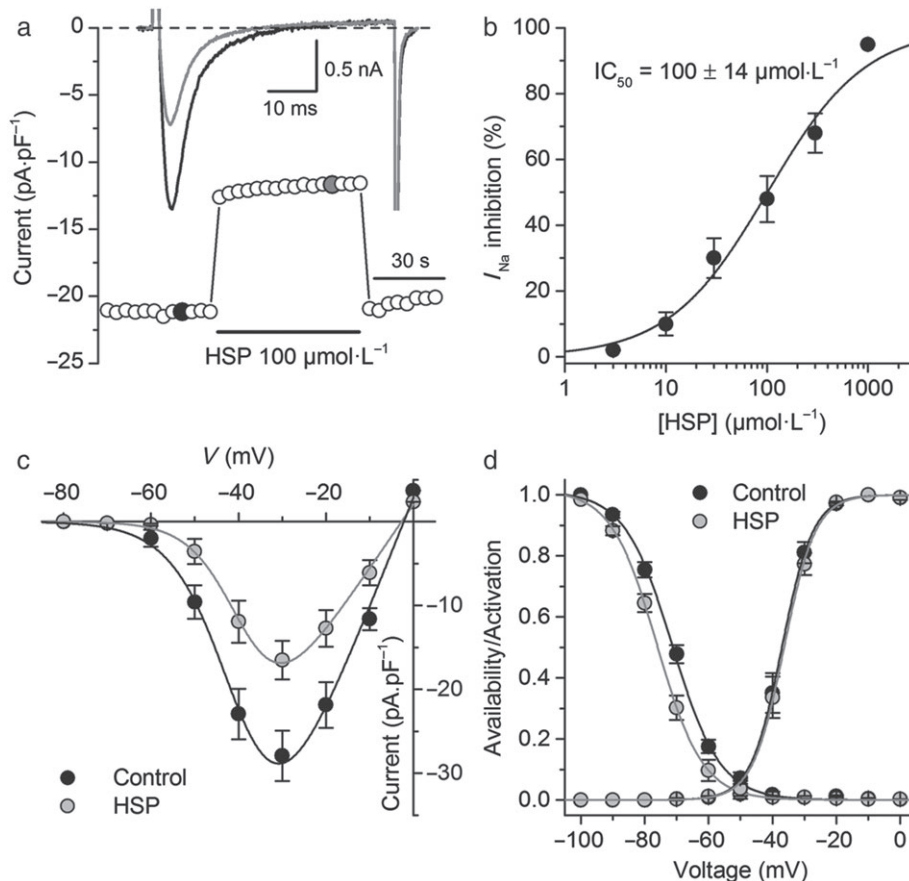 a
0
−5
−10
−15
−20
−25
Current (pA·pF⁻¹)
0.5 nA
10 ms
30 s
HSP 100 µmol·L⁻¹
b
IC₅₀ = 100 ± 14 µmol·L⁻¹
100
80
60
40
20
0
I_Na inhibition (%)
1 10 100 1000
[HSP] (µmol·L⁻¹)
c
V (mV)
−80 −60 −40 −20 0
−10
−20
−30
Current (pA.pF⁻¹)
Control
HSP
d
Control
HSP
1.0
0.8
0.6
0.4
0.2
0.0
Availability/Activation
−100 −80 −60 −40 −20 0
Voltage (mV)